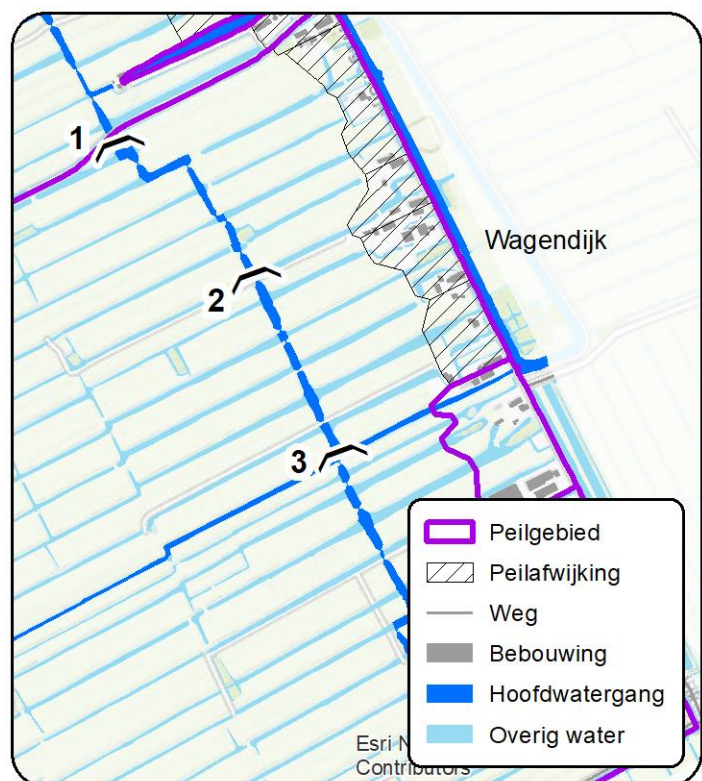 1
Wagendijk
2
3
Peilgebied
Peilafwijking
Weg
Bebouwing
Hoofdwatergang
Overig water
Esri N
Contributors